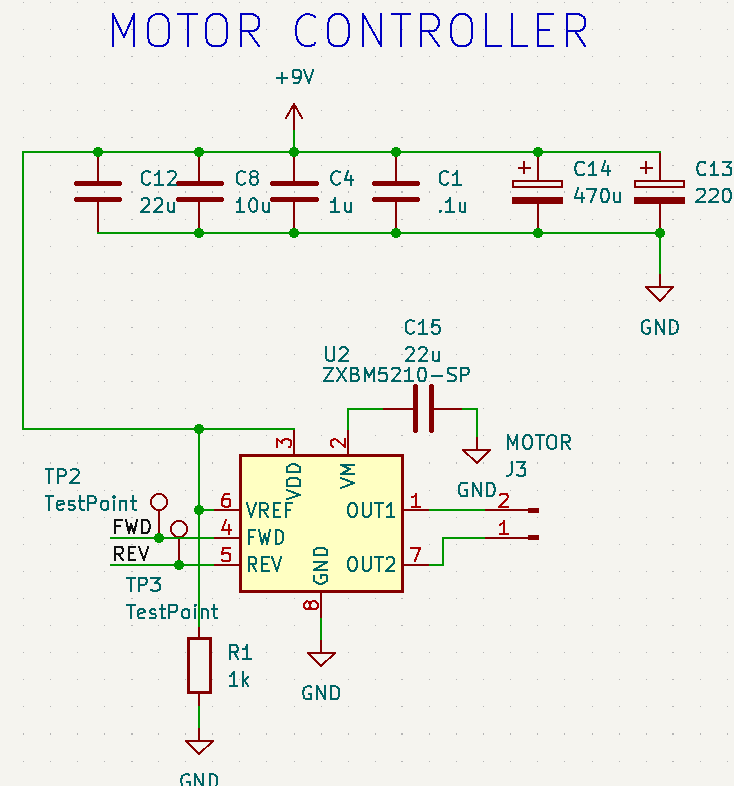 MOTOR CONTROLLER
+9V
C12
22u
C8
10u
C4
1u
C1
.1u
C14
470u
C13
220
GND
C15
22u
U2
ZXBM5210-SP
MOTOR
J3
GND
3
2
VDD
VM
TP2
TestPoint
6
VREF
OUT1
1
2
FWD
4
FWD
1
REV
5
REV
GND
OUT2
7
TP3
TestPoint
8
R1
1k
GND
GND